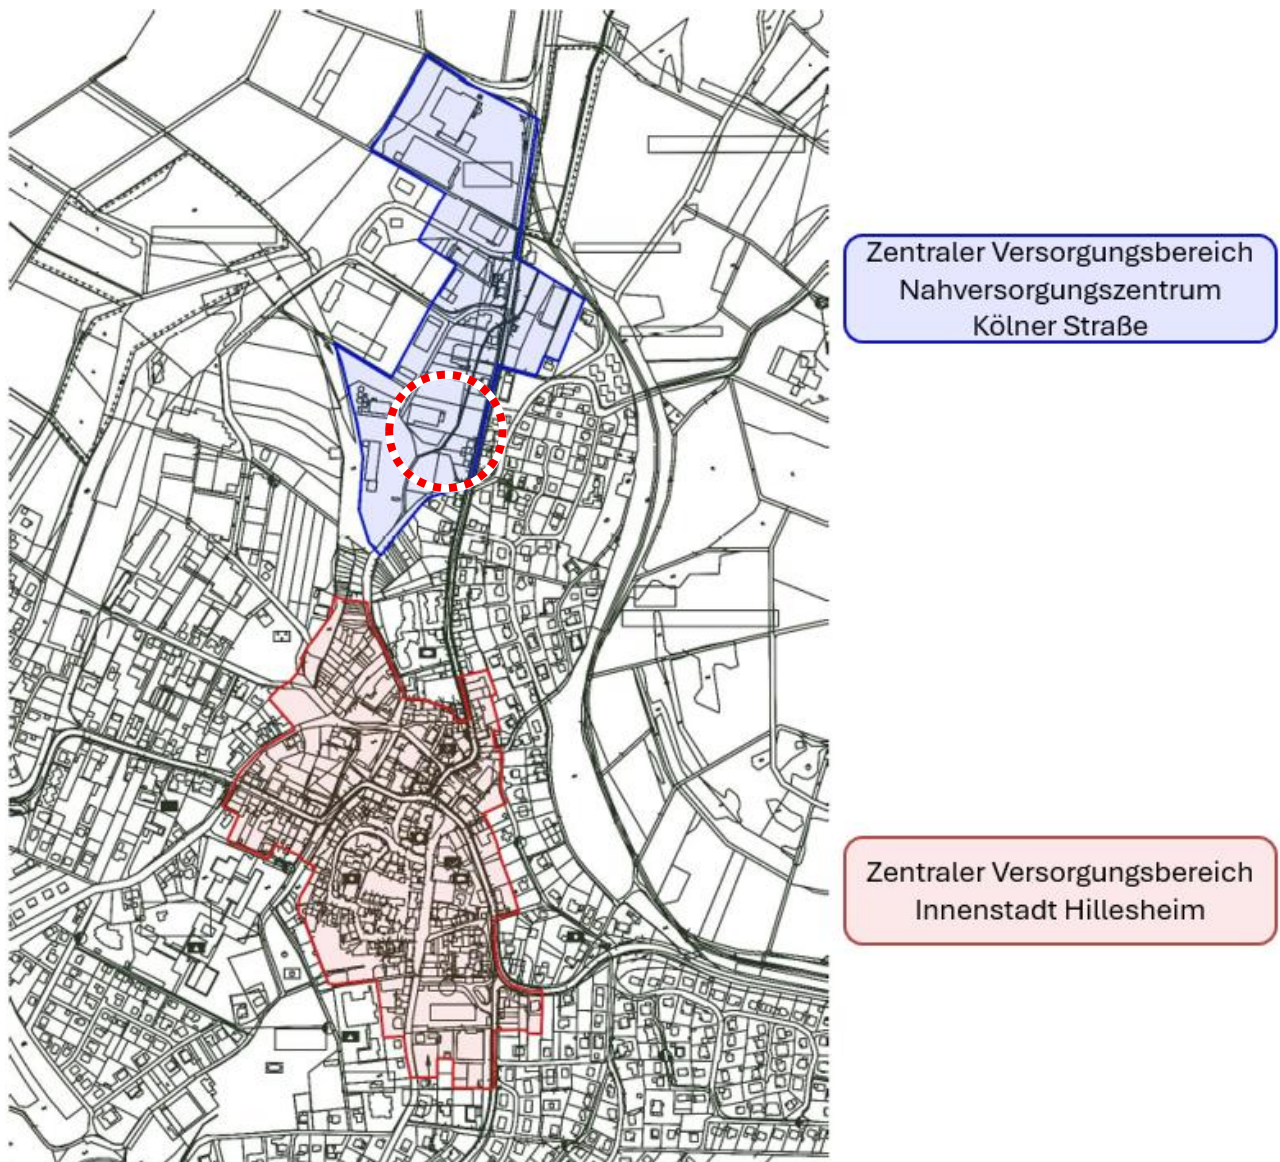 Zentraler Versorgungsbereich
Nahversorgungszentrum
Kölner Straße
Zentraler Versorgungsbereich
Innenstadt Hillesheim